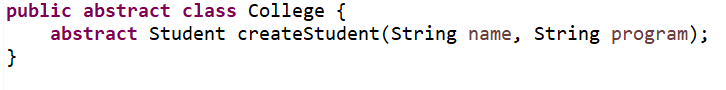 public abstract class College {
    abstract Student createStudent(String name, String program);
}